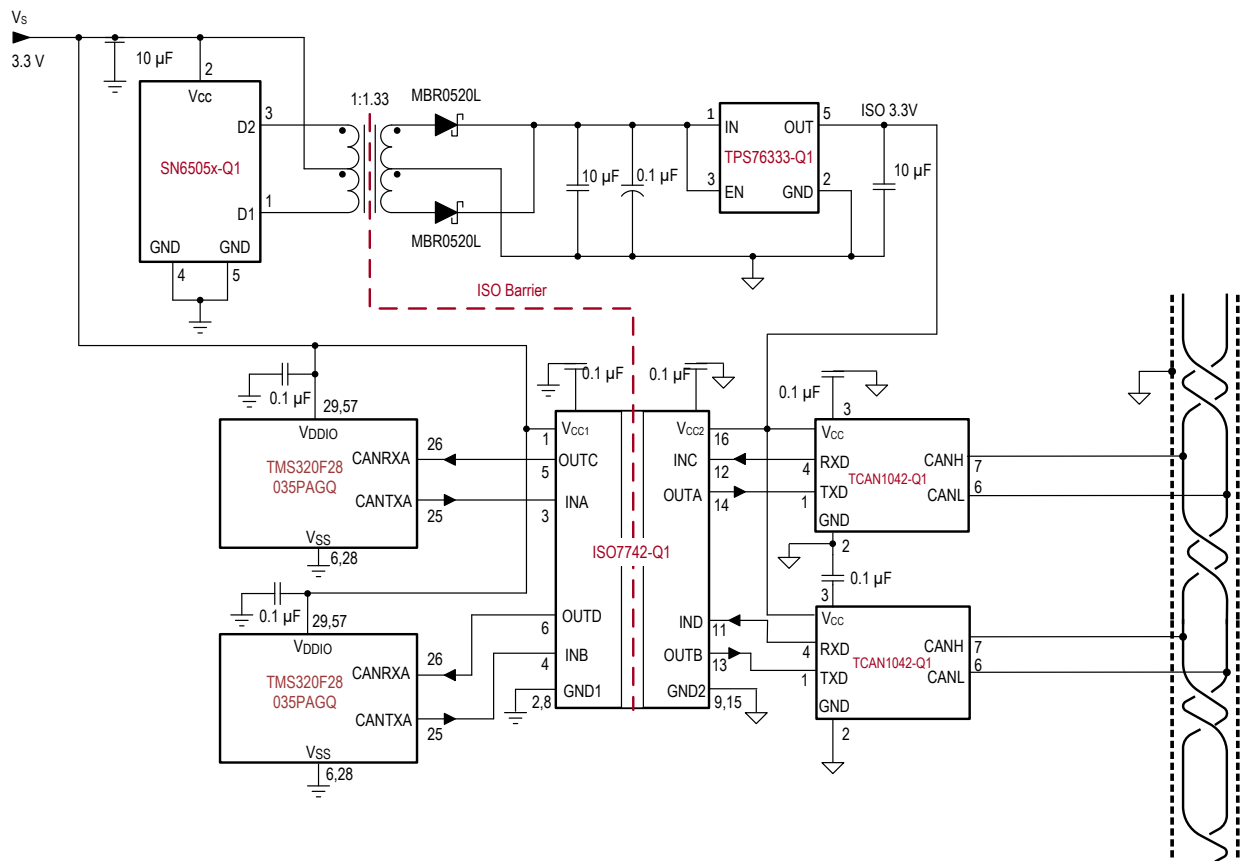 VS
3.3 V
10 µF
2
Vcc
D2
3
SN6505x-Q1
D1
1
GND
GND
4
5
1:1.33
MBR0520L
MBR0520L
10 µF
0.1 µF
1
IN
OUT
5
TPS76333-Q1
3
EN
GND
2
ISO 3.3V
10 µF
ISO Barrier
0.1 µF
29,57
VDDIO
TMS320F28
035PAGQ
CANRXA
26
CANTXA
25
VSS
6,28
0.1 µF
29,57
VDDIO
TMS320F28
035PAGQ
CANRXA
26
CANTXA
25
VSS
6,28
0.1 µF
0.1 µF
VCC1
1
OUTC
5
INA
3
ISO7742-Q1
OUTD
6
INB
4
GND1
2,8
VCC2
16
INC
12
OUTA
14
IND
11
OUTB
13
GND2
9,15
0.1 µF
3
VCC
4
RXD
1
TXD
GND
2
TCAN1042-Q1
CANH
7
CANL
6
0.1 µF
3
VCC
4
RXD
1
TXD
GND
2
TCAN1042-Q1
CANH
7
CANL
6